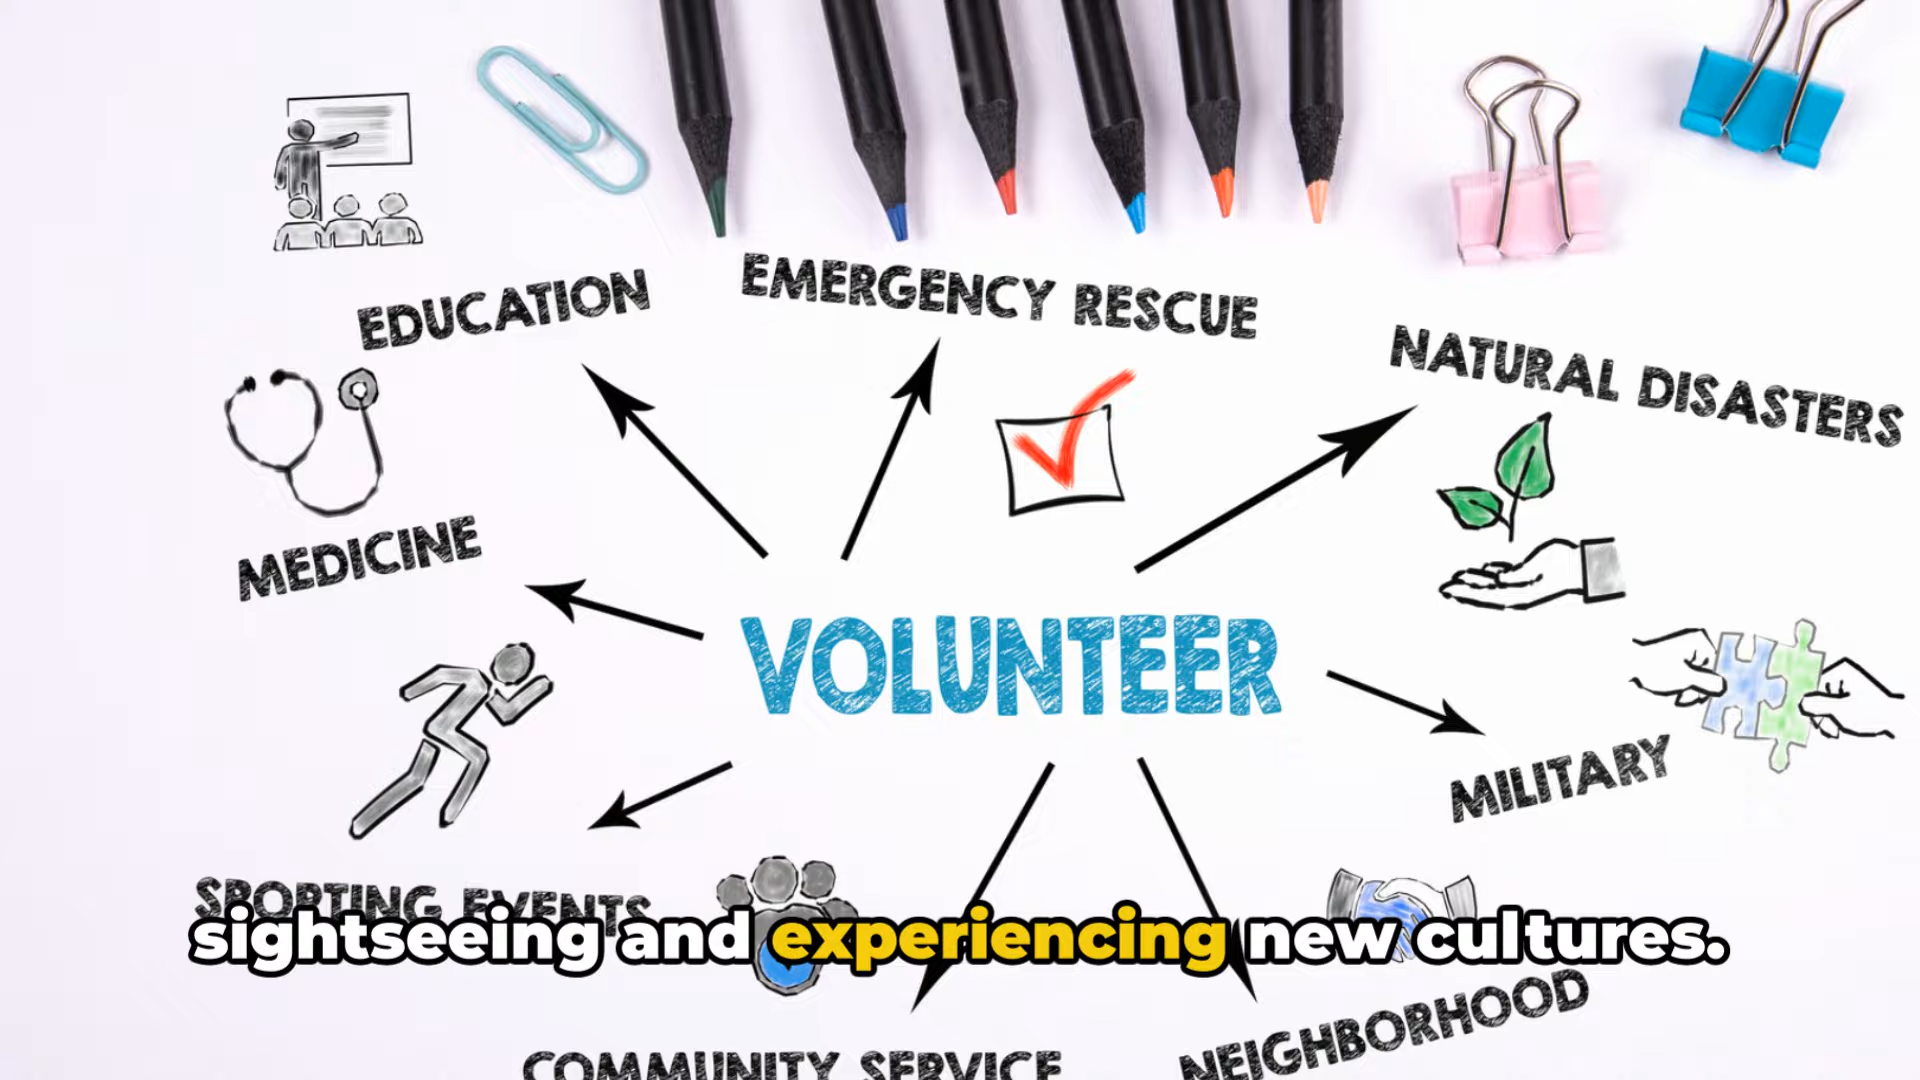 EDUCATION
EMERGENCY RESCUE
NATURAL DISASTERS
MEDICINE
VOLUNTEER
MILITARY
SPORTING EVENTS
sightseeing and experiencing new cultures.
NEIGHBORHOOD
COMMUNITY SERVICE